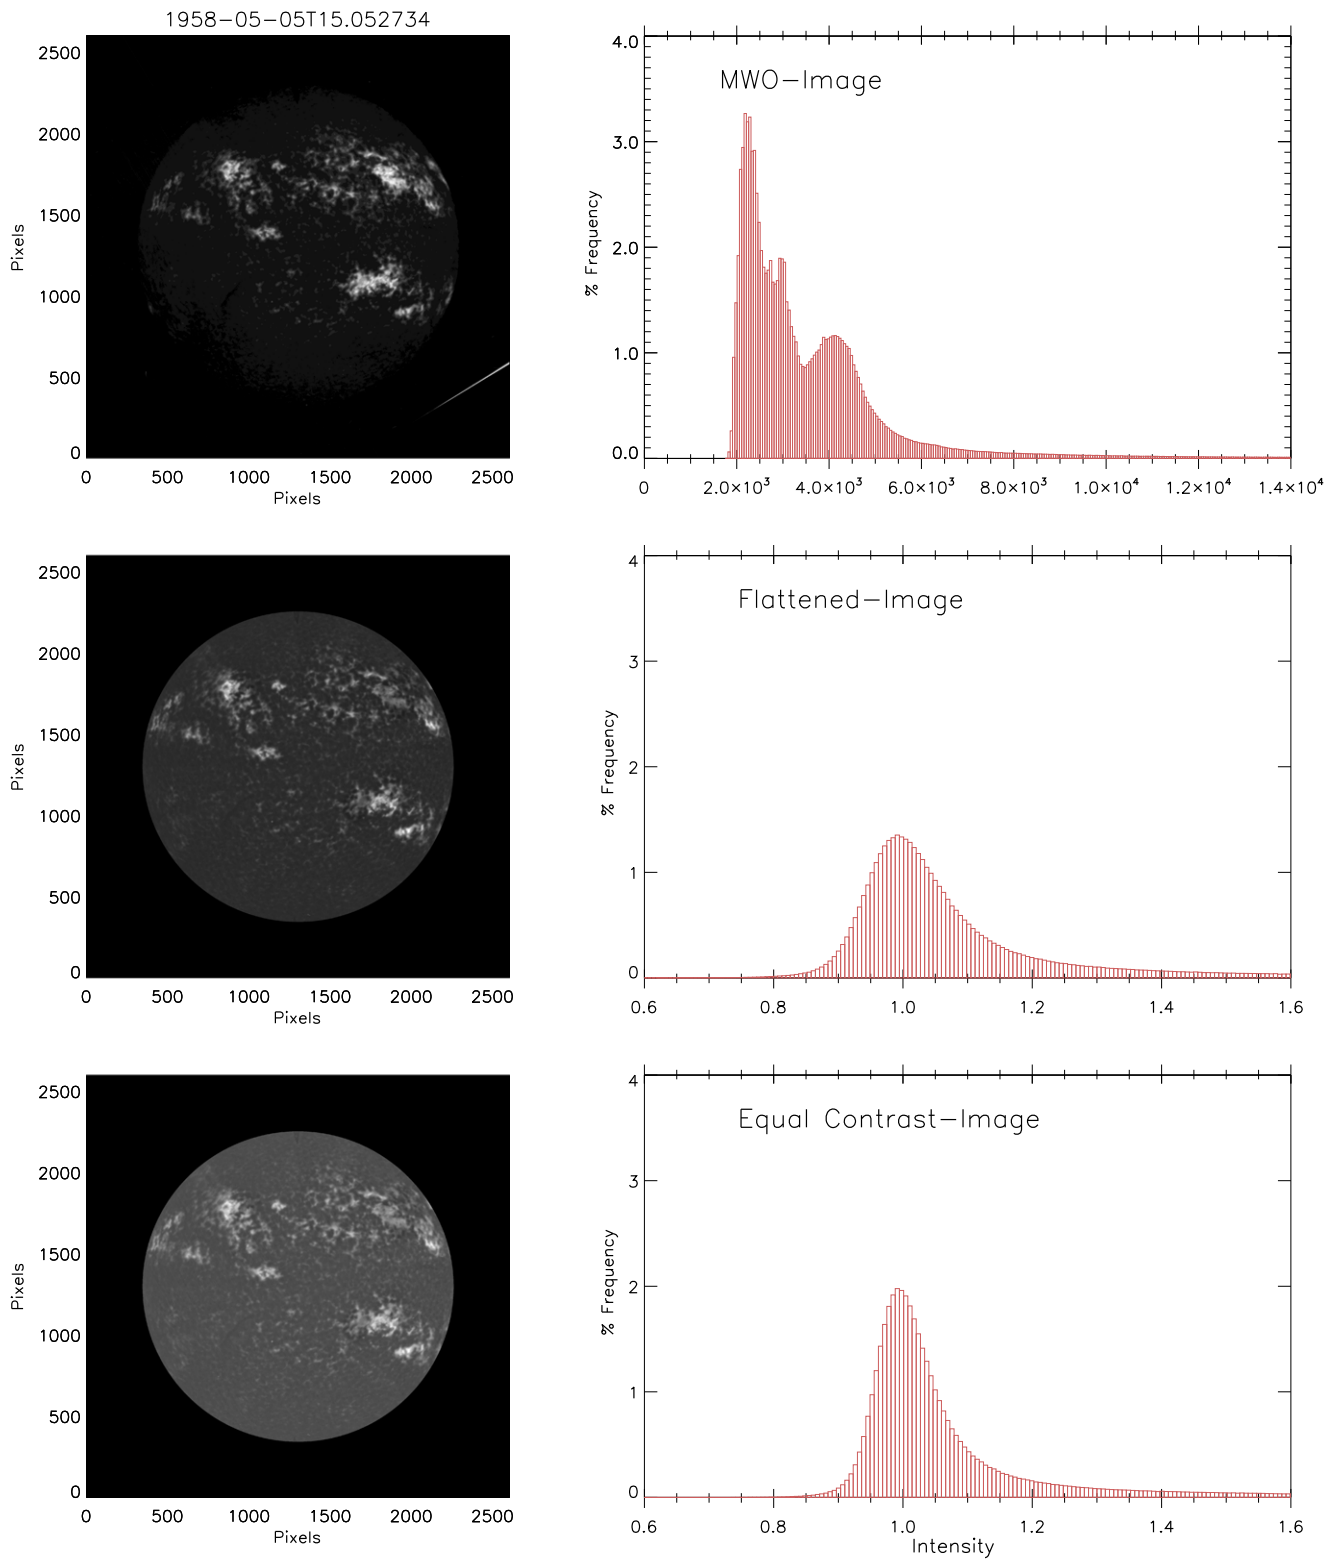 1958-05-05T15.052734
2500
2000
1500
1000
500
0
Pixels
0 500 1000 1500 2000 2500
Pixels
MWO-Image
4.0
3.0
2.0
1.0
0.0
% Frequency
0 2.0×10³ 4.0×10³ 6.0×10³ 8.0×10³ 1.0×10⁴ 1.2×10⁴ 1.4×10⁴
2500
2000
1500
1000
500
0
Pixels
0 500 1000 1500 2000 2500
Pixels
Flattened-Image
4
3
2
1
0
% Frequency
0.6 0.8 1.0 1.2 1.4 1.6
2500
2000
1500
1000
500
0
Pixels
0 500 1000 1500 2000 2500
Pixels
Equal Contrast-Image
4
3
2
1
0
% Frequency
0.6 0.8 1.0 1.2 1.4 1.6
Intensity